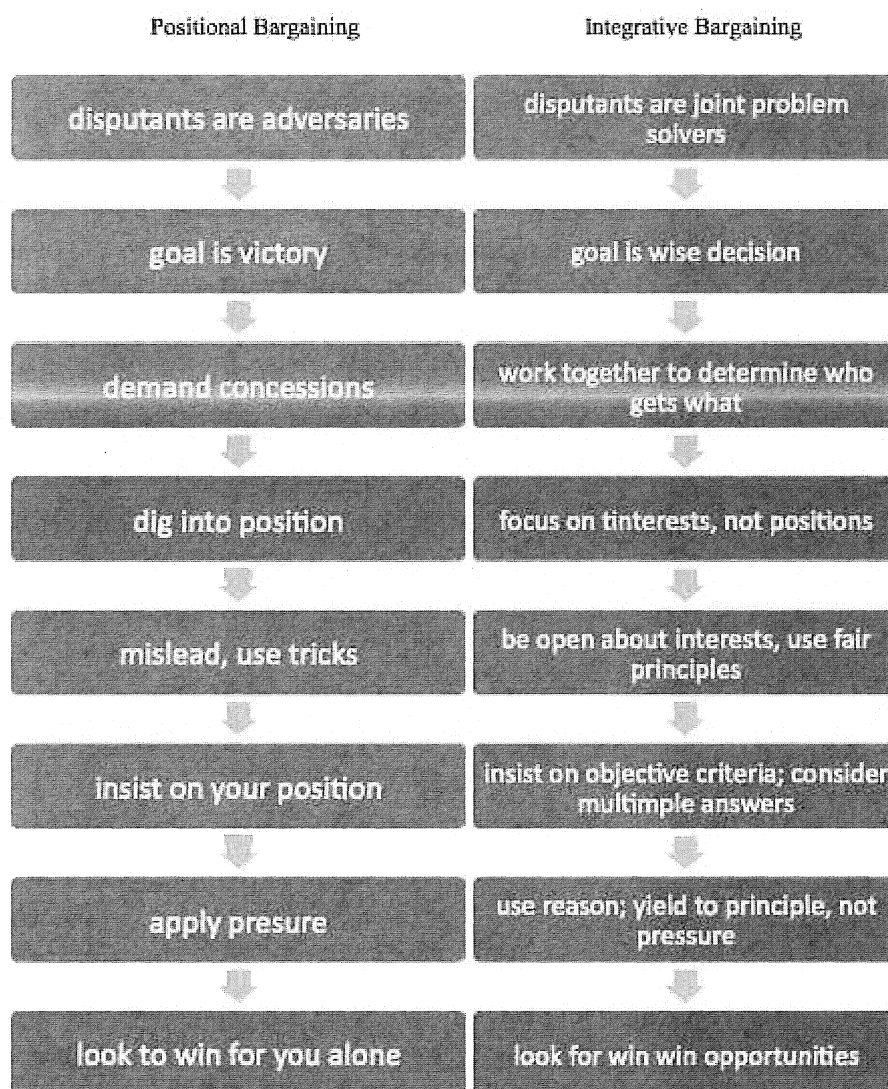 Positional Bargaining
Integrative Bargaining
disputants are adversaries
disputants are joint problem
solvers
goal is victory
goal is wise decision
demand concessions
work together to determine who
gets what
dig into position
focus on tinterests, not positions
mislead, use tricks
be open about interests, use fair
principles
insist on your position
insist on objective criteria; consider
multimple answers
apply presure
use reason; yield to principle, not
pressure
look to win for you alone
look for win win opportunities